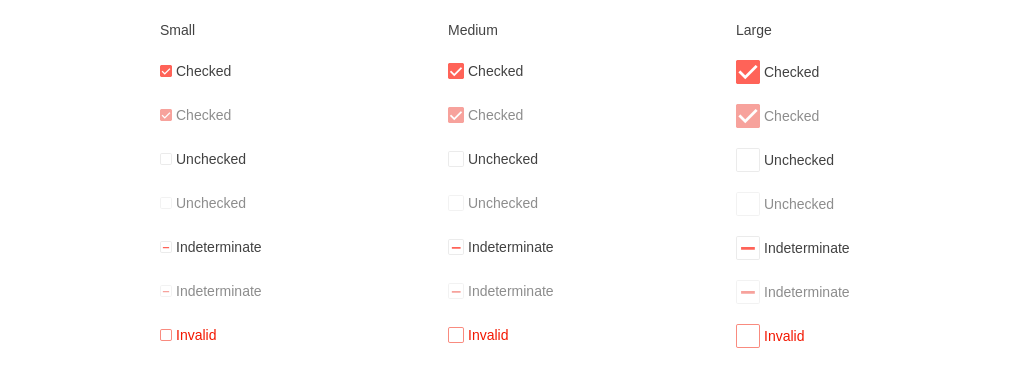 Small Medium Large
Checked Checked Checked
Checked Checked Checked
Unchecked Unchecked Unchecked
Unchecked Unchecked Unchecked
Indeterminate Indeterminate Indeterminate
Indeterminate Indeterminate Indeterminate
Invalid Invalid Invalid